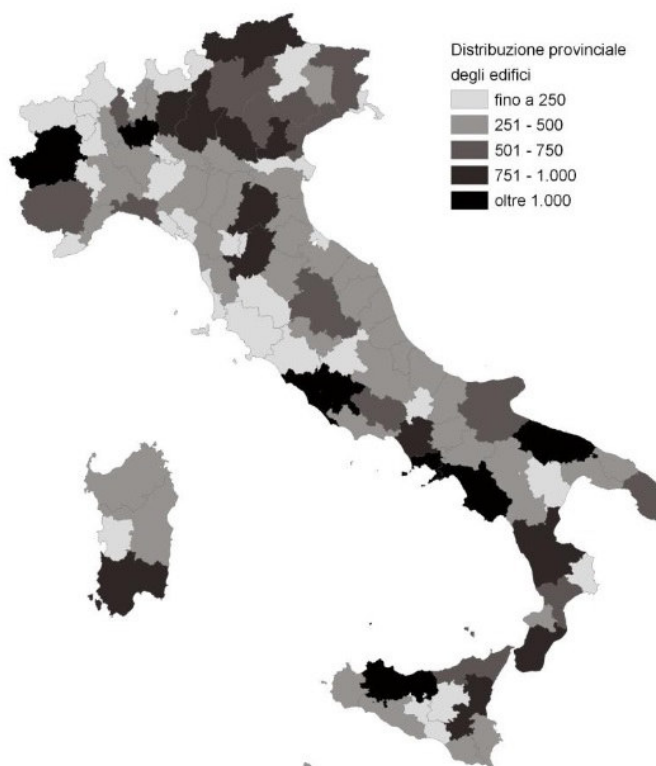 Distribuzione provinciale
degli edifici
fino a 250
251 - 500
501 - 750
751 - 1.000
oltre 1.000